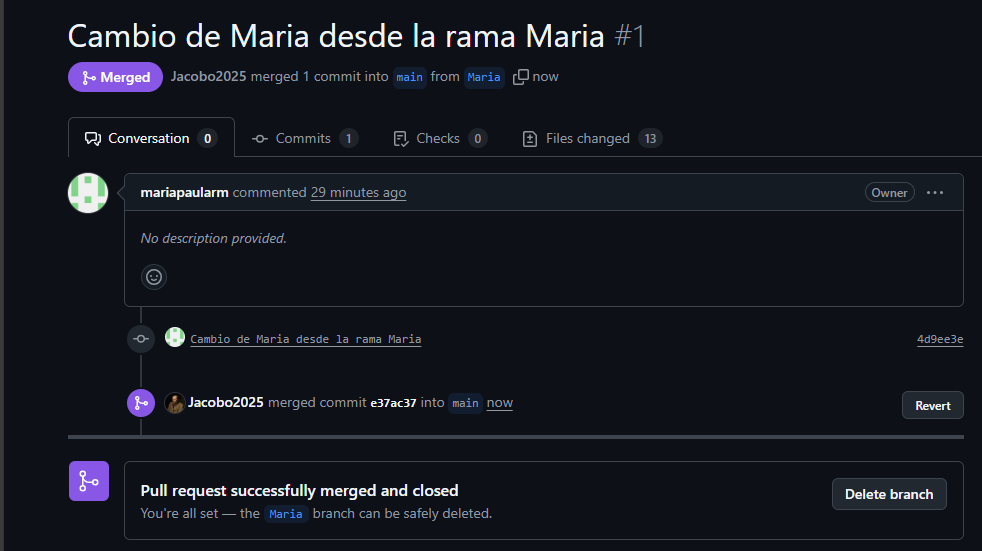 Cambio de Maria desde la rama Maria #1
Merged Jacobo2025 merged 1 commit into main from Maria now
Conversation 0 Commits 1 Checks 0 Files changed 13
mariapaularm commented 29 minutes ago Owner
No description provided.
Cambio de Maria desde la rama Maria 4d9ee3e
Jacobo2025 merged commit e37ac37 into main now Revert
Pull request successfully merged and closed
You're all set — the Maria branch can be safely deleted.
Delete branch